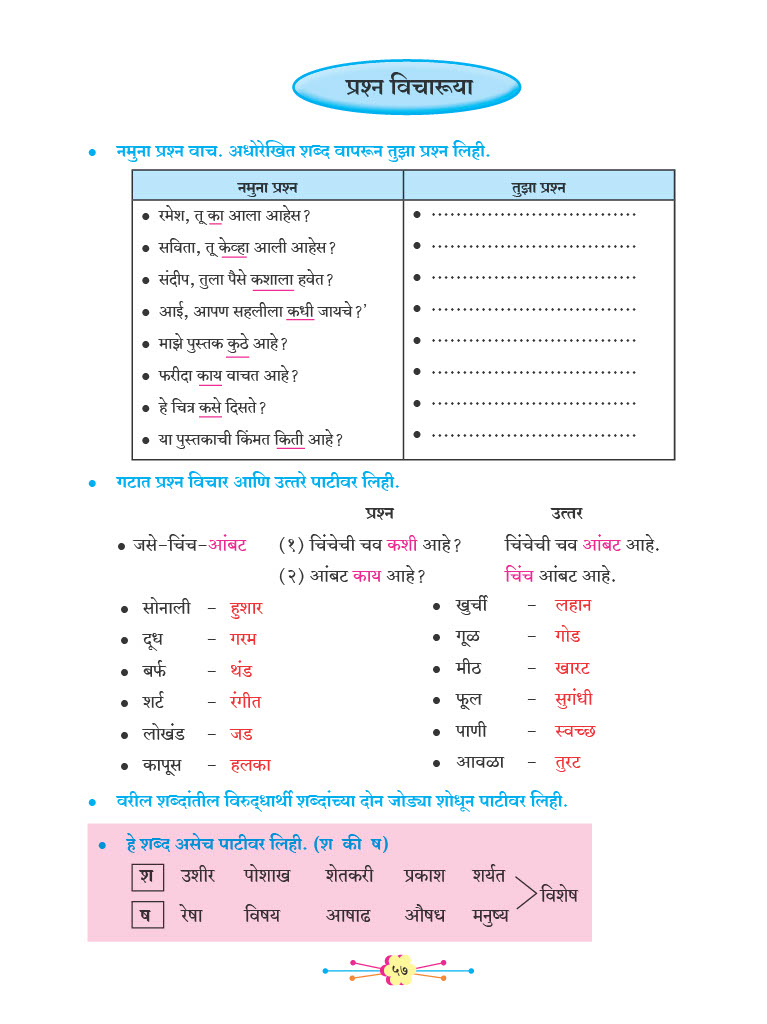 प्रश्न विचारूया
• नमुना प्रश्न वाच. अधोरेखित शब्द वापरून तुझा प्रश्न लिही.
नमुना प्रश्न तुझा प्रश्न
• रमेश, तू का आला आहेस? • .................................
• सविता, तू केव्हा आली आहेस? • .................................
• संदीप, तुला पैसे कशाला हवेत? • .................................
• आई, आपण सहलीला कधी जायचे?' • .................................
• माझे पुस्तक कुठे आहे? • .................................
• फरीदा काय वाचत आहे? • .................................
• हे चित्र कसे दिसते? • .................................
• या पुस्तकाची किंमत किती आहे? • .................................
• गटात प्रश्न विचार आणि उत्तरे पाटीवर लिही.
प्रश्न उत्तर
• जसे-चिंच-आंबट (१) चिंचेची चव कशी आहे? चिंचेची चव आंबट आहे.
(२) आंबट काय आहे? चिंच आंबट आहे.
• सोनाली – हुशार • खुर्ची – लहान
• दूध – गरम • गूळ – गोड
• बर्फ – थंड • मीठ – खारट
• शर्ट – रंगीत • फूल – सुगंधी
• लोखंड – जड • पाणी – स्वच्छ
• कापूस – हलका • आवळा – तुरट
• वरील शब्दांतील विरुद्धार्थी शब्दांच्या दोन जोड्या शोधून पाटीवर लिही.
• हे शब्द असेच पाटीवर लिही. (श की ष)
श उशीर पोशाख शेतकरी प्रकाश शर्यत
विशेष
ष रेषा विषय आषाढ औषध मनुष्य
५७